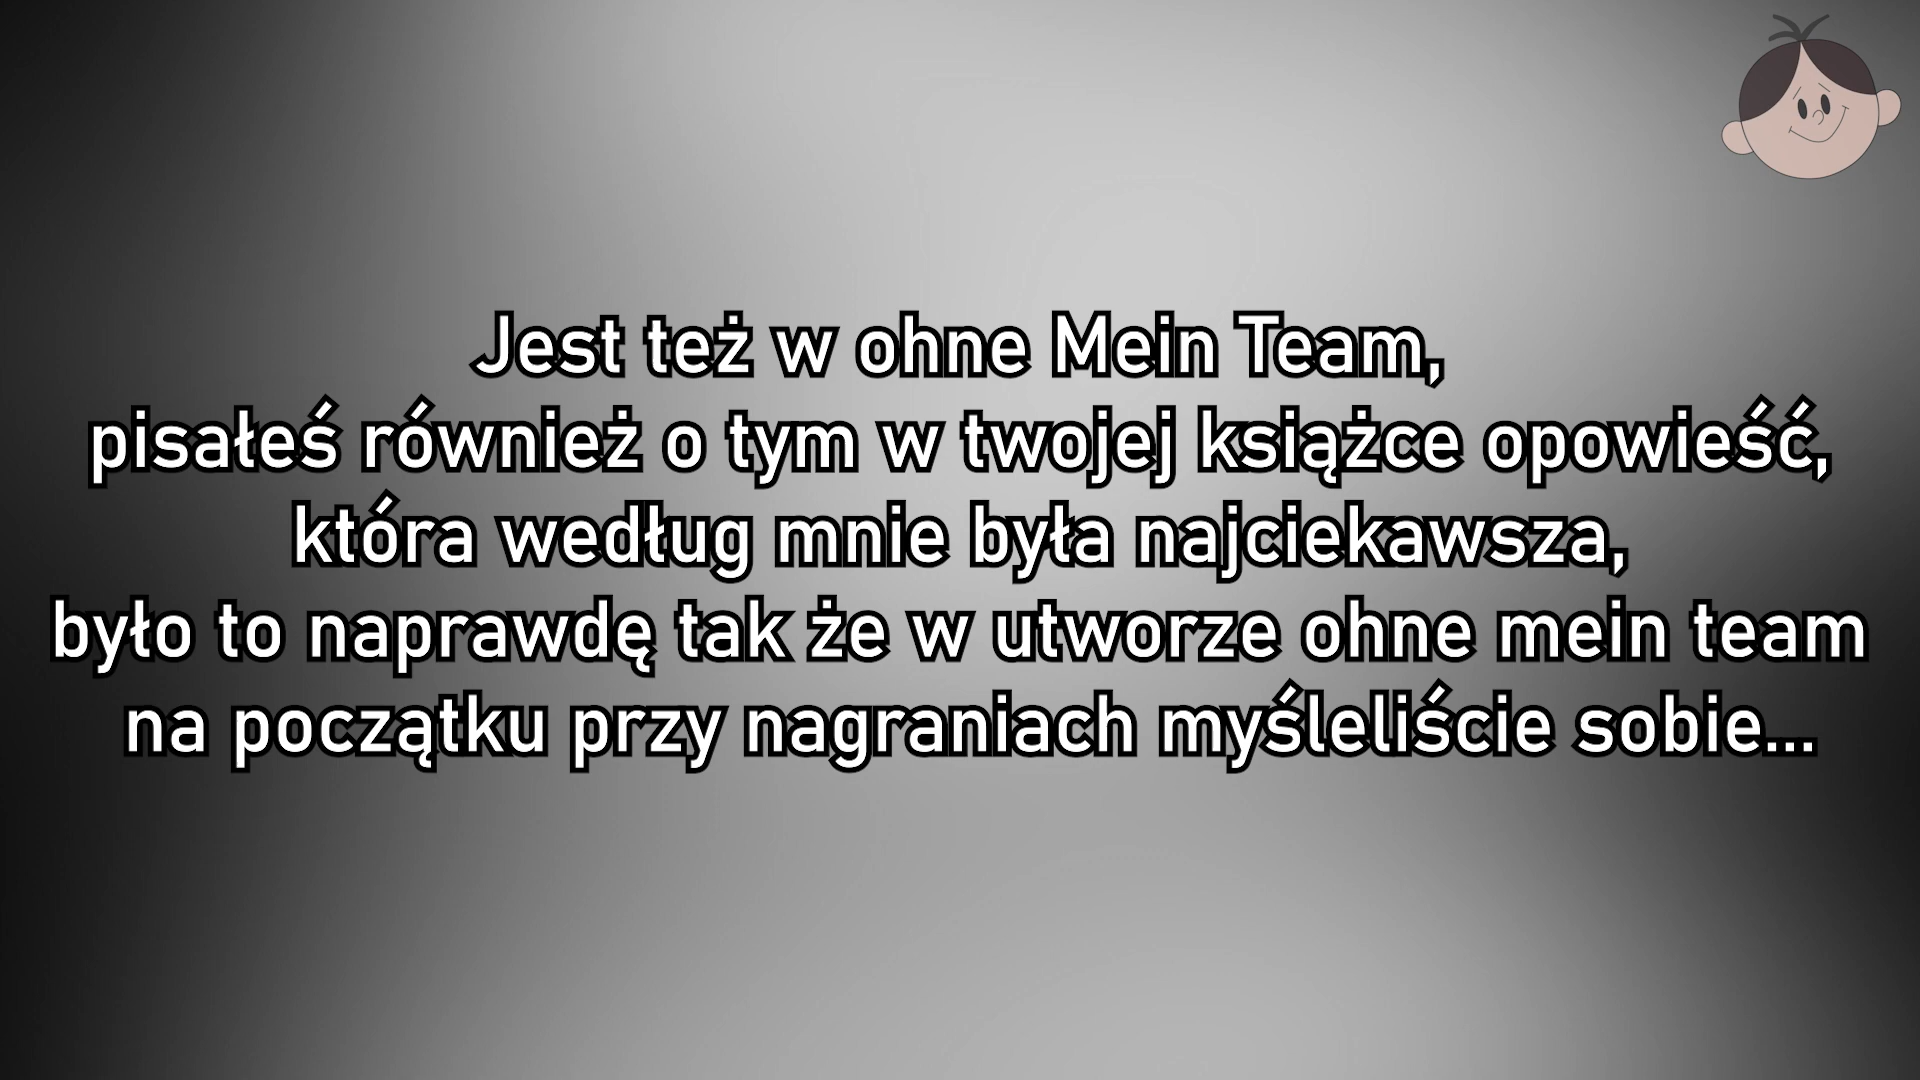 Jest też w ohne Mein Team,
pisałeś również o tym w twojej książce opowieść,
która według mnie była najciekawsza,
było to naprawdę tak że w utworze ohne mein team
na początku przy nagraniach myśleliście sobie...